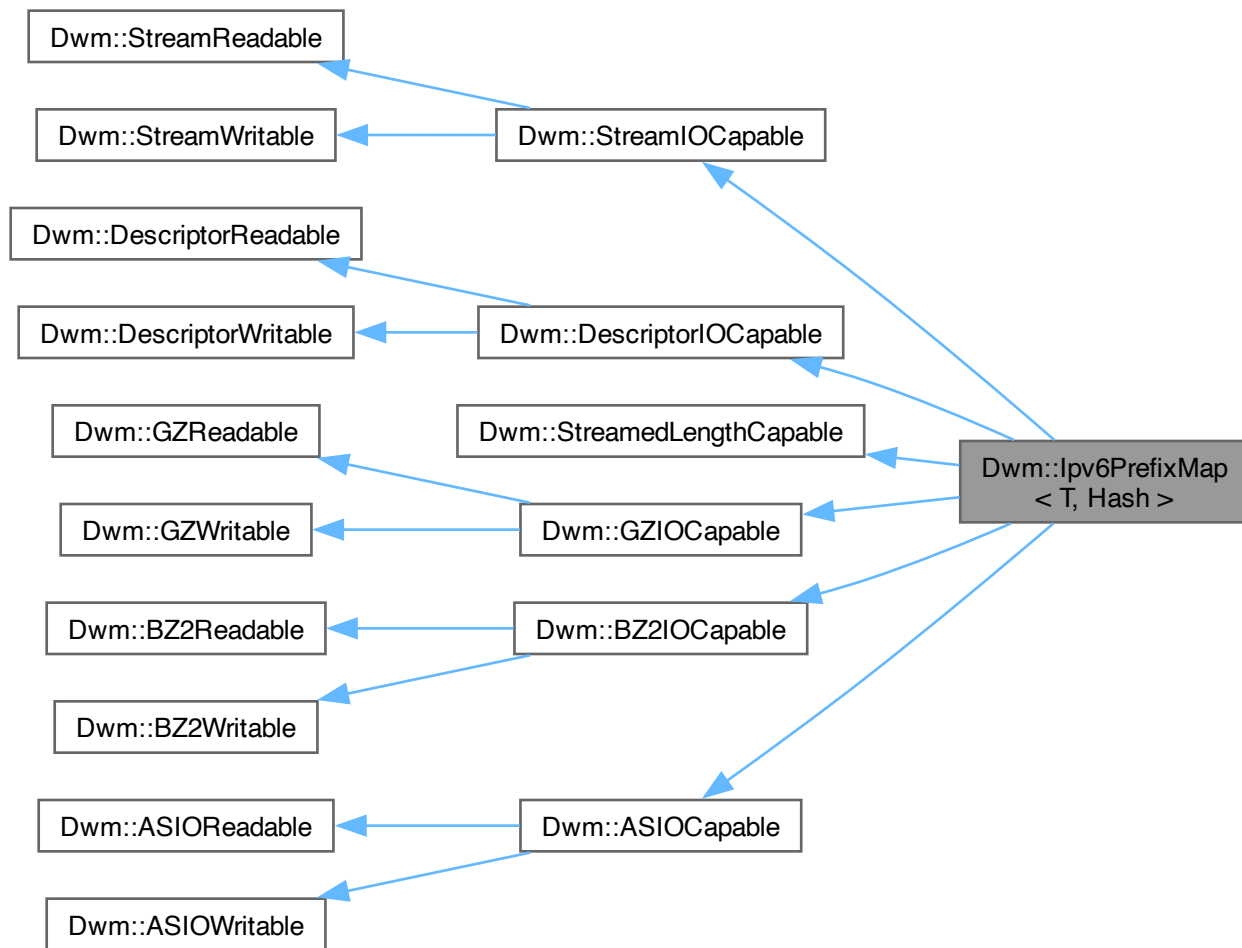 Dwm::StreamReadable
Dwm::StreamWritable
Dwm::StreamIOCapable
Dwm::DescriptorReadable
Dwm::DescriptorWritable
Dwm::DescriptorIOCapable
Dwm::GZReadable
Dwm::StreamedLengthCapable
Dwm::Ipv6PrefixMap
< T, Hash >
Dwm::GZWritable
Dwm::GZIOCapable
Dwm::BZ2Readable
Dwm::BZ2IOCapable
Dwm::BZ2Writable
Dwm::ASIOReadable
Dwm::ASIOCapable
Dwm::ASIOWritable